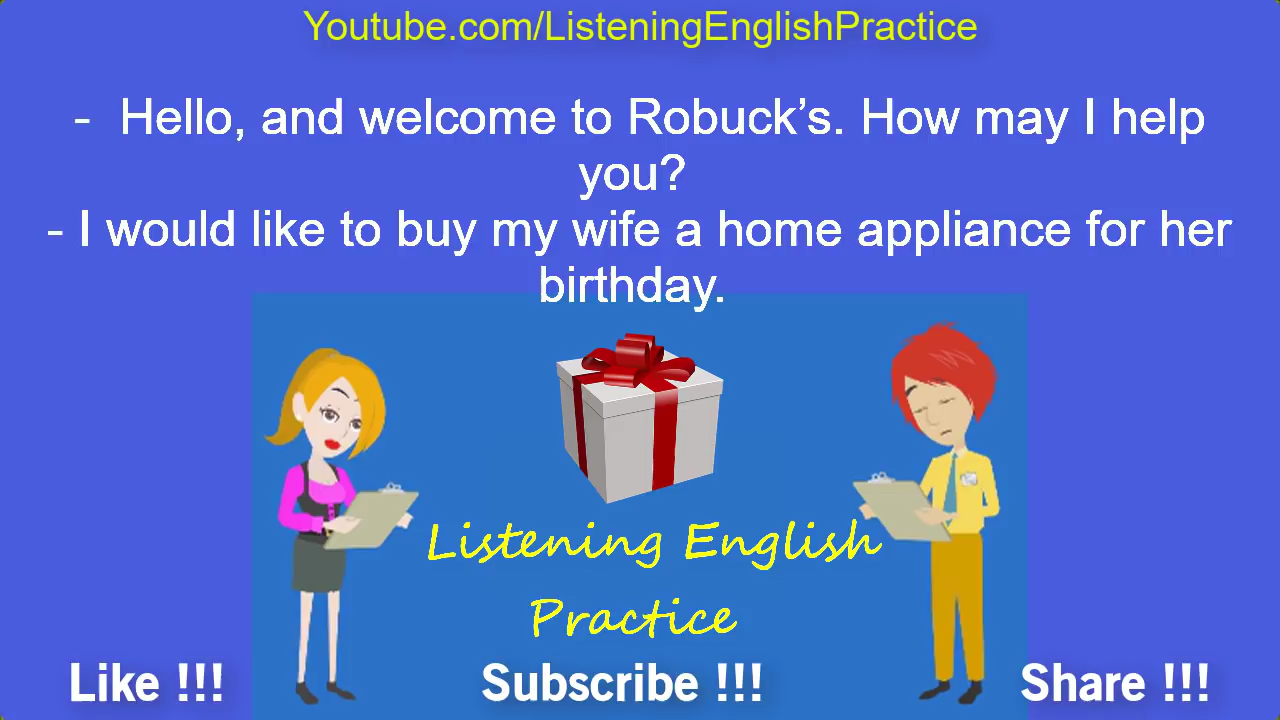 Youtube.com/ListeningEnglishPractice
- Hello, and welcome to Robuck’s. How may I help
you?
- I would like to buy my wife a home appliance for her
birthday.
Listening English
Practice
Like !!! Subscribe !!! Share !!!